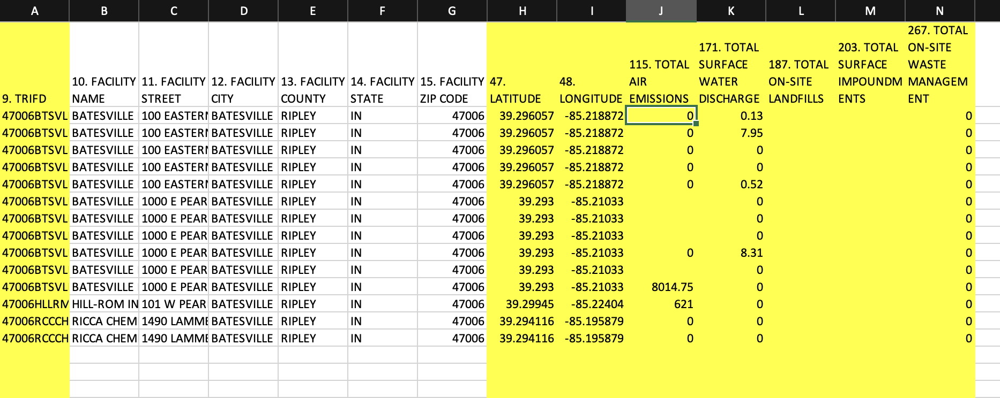 A B C D E F G H I J K L M N
267. TOTAL
171. TOTAL 203. TOTAL ON-SITE
115. TOTAL SURFACE 187. TOTAL SURFACE WASTE
10. FACILITY 11. FACILITY 12. FACILITY 13. FACILITY 14. FACILITY 15. FACILITY 47. 48. AIR WATER ON-SITE IMPOUNDM MANAGEM
9. TRIFD NAME STREET CITY COUNTY STATE ZIP CODE LATITUDE LONGITUDE EMISSIONS DISCHARGE LANDFILLS ENTS ENT
47006BTSVL BATESVILLE 100 EASTERN BATESVILLE RIPLEY IN 47006 39.296057 -85.218872 0 0.13 0
47006BTSVL BATESVILLE 100 EASTERN BATESVILLE RIPLEY IN 47006 39.296057 -85.218872 0 7.95 0
47006BTSVL BATESVILLE 100 EASTERN BATESVILLE RIPLEY IN 47006 39.296057 -85.218872 0 0 0
47006BTSVL BATESVILLE 100 EASTERN BATESVILLE RIPLEY IN 47006 39.296057 -85.218872 0 0 0
47006BTSVL BATESVILLE 100 EASTERN BATESVILLE RIPLEY IN 47006 39.296057 -85.218872 0 0.52 0
47006BTSVL BATESVILLE 1000 E PEAR BATESVILLE RIPLEY IN 47006 39.293 -85.21033 0 0
47006BTSVL BATESVILLE 1000 E PEAR BATESVILLE RIPLEY IN 47006 39.293 -85.21033 0 0
47006BTSVL BATESVILLE 1000 E PEAR BATESVILLE RIPLEY IN 47006 39.293 -85.21033 0 0
47006BTSVL BATESVILLE 1000 E PEAR BATESVILLE RIPLEY IN 47006 39.293 -85.21033 0 8.31 0
47006BTSVL BATESVILLE 1000 E PEAR BATESVILLE RIPLEY IN 47006 39.293 -85.21033 0 0
47006BTSVL BATESVILLE 1000 E PEAR BATESVILLE RIPLEY IN 47006 39.293 -85.21033 8014.75 0 0
47006HLLRM HILL-ROM IN 101 W PEAR BATESVILLE RIPLEY IN 47006 39.29945 -85.22404 621 0 0
47006RCCCH RICCA CHEM 1490 LAMME BATESVILLE RIPLEY IN 47006 39.294116 -85.195879 0 0 0
47006RCCCH RICCA CHEM 1490 LAMME BATESVILLE RIPLEY IN 47006 39.294116 -85.195879 0 0 0